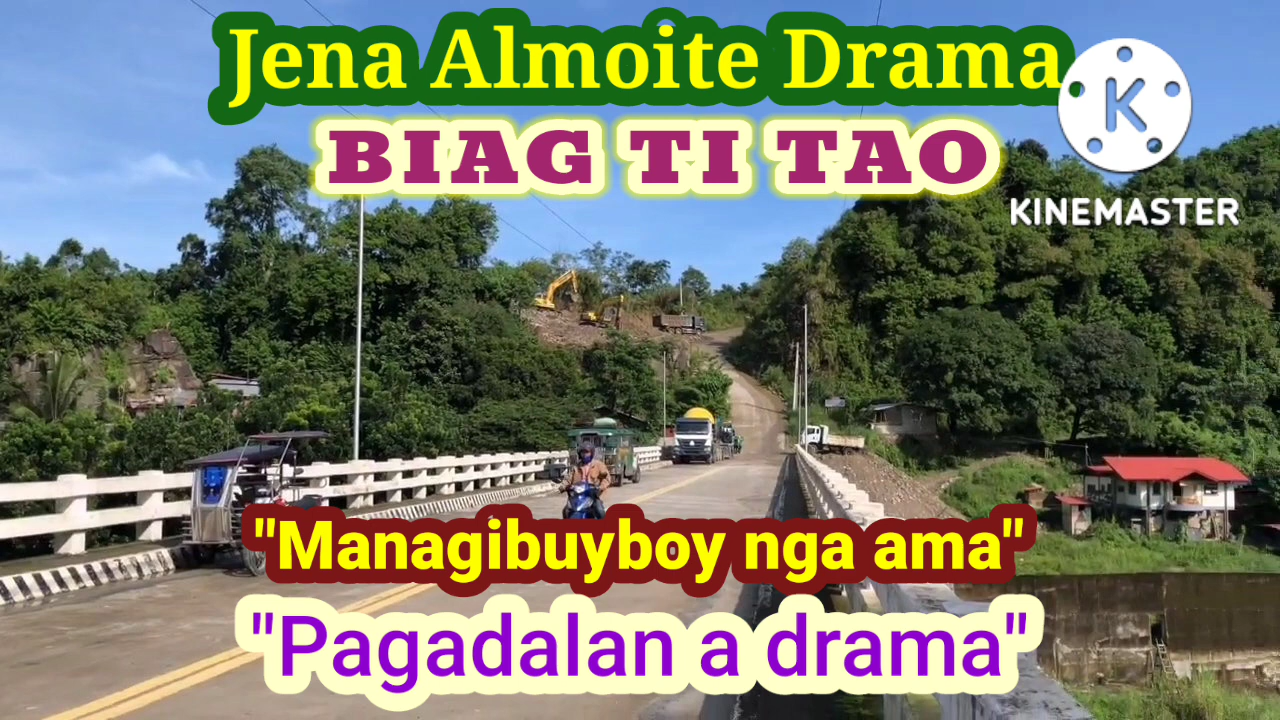 Jena Almoite Drama
BIAG TI TAO
K
KINEMASTER
"Managibuyboy nga ama"
"Pagadalan a drama"